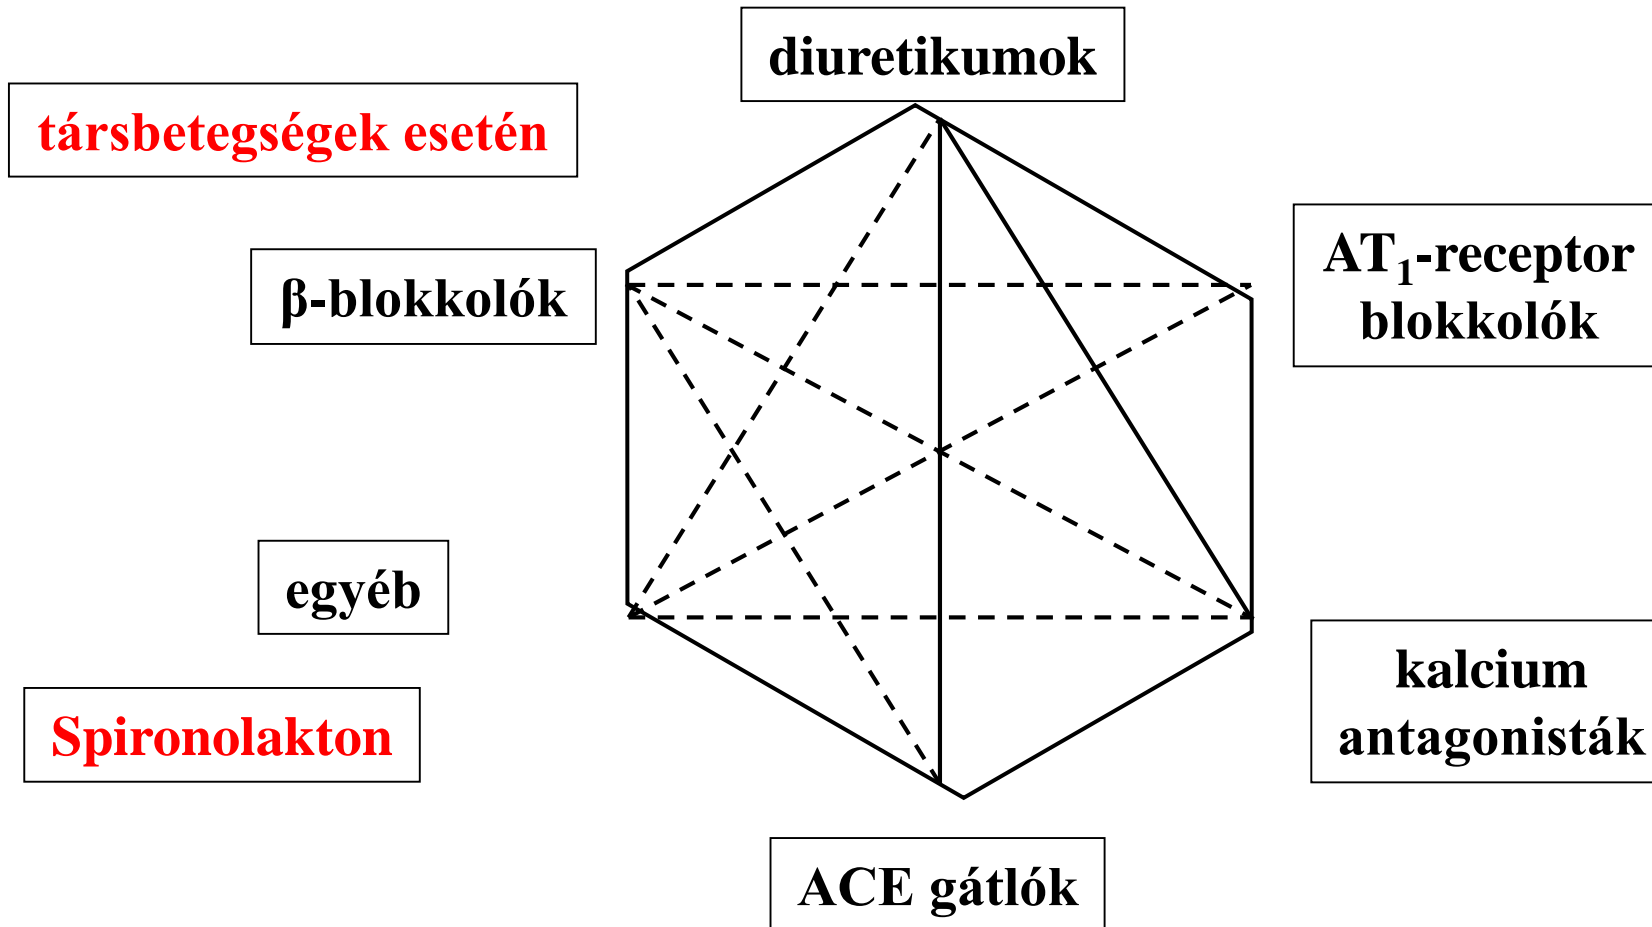 diuretikumok
társbetegségek esetén
AT₁-receptor
blokkolók
β-blokkolók
egyéb
kalcium
antagonisták
Spironolakton
ACE gátlók